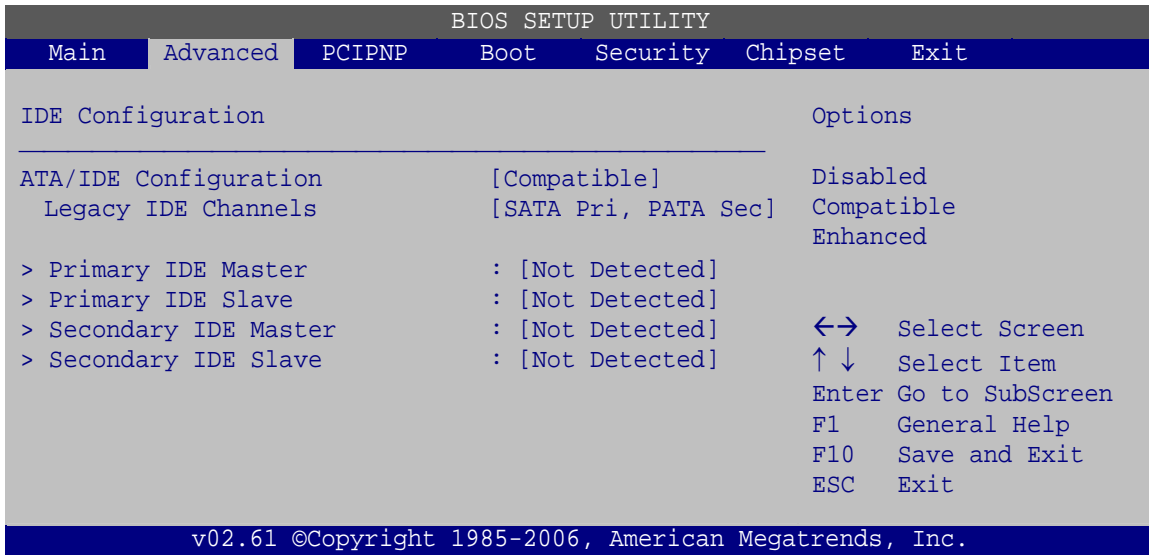 BIOS SETUP UTILITY
Main Advanced PCIPNP Boot Security Chipset Exit
IDE Configuration
ATA/IDE Configuration [Compatible]
Legacy IDE Channels [SATA Pri, PATA Sec]
> Primary IDE Master : [Not Detected]
> Primary IDE Slave : [Not Detected]
> Secondary IDE Master : [Not Detected]
> Secondary IDE Slave : [Not Detected]
Options
Disabled
Compatible
Enhanced
←→ Select Screen
↑ ↓ Select Item
Enter Go to SubScreen
F1 General Help
F10 Save and Exit
ESC Exit
v02.61 ©Copyright 1985-2006, American Megatrends, Inc.